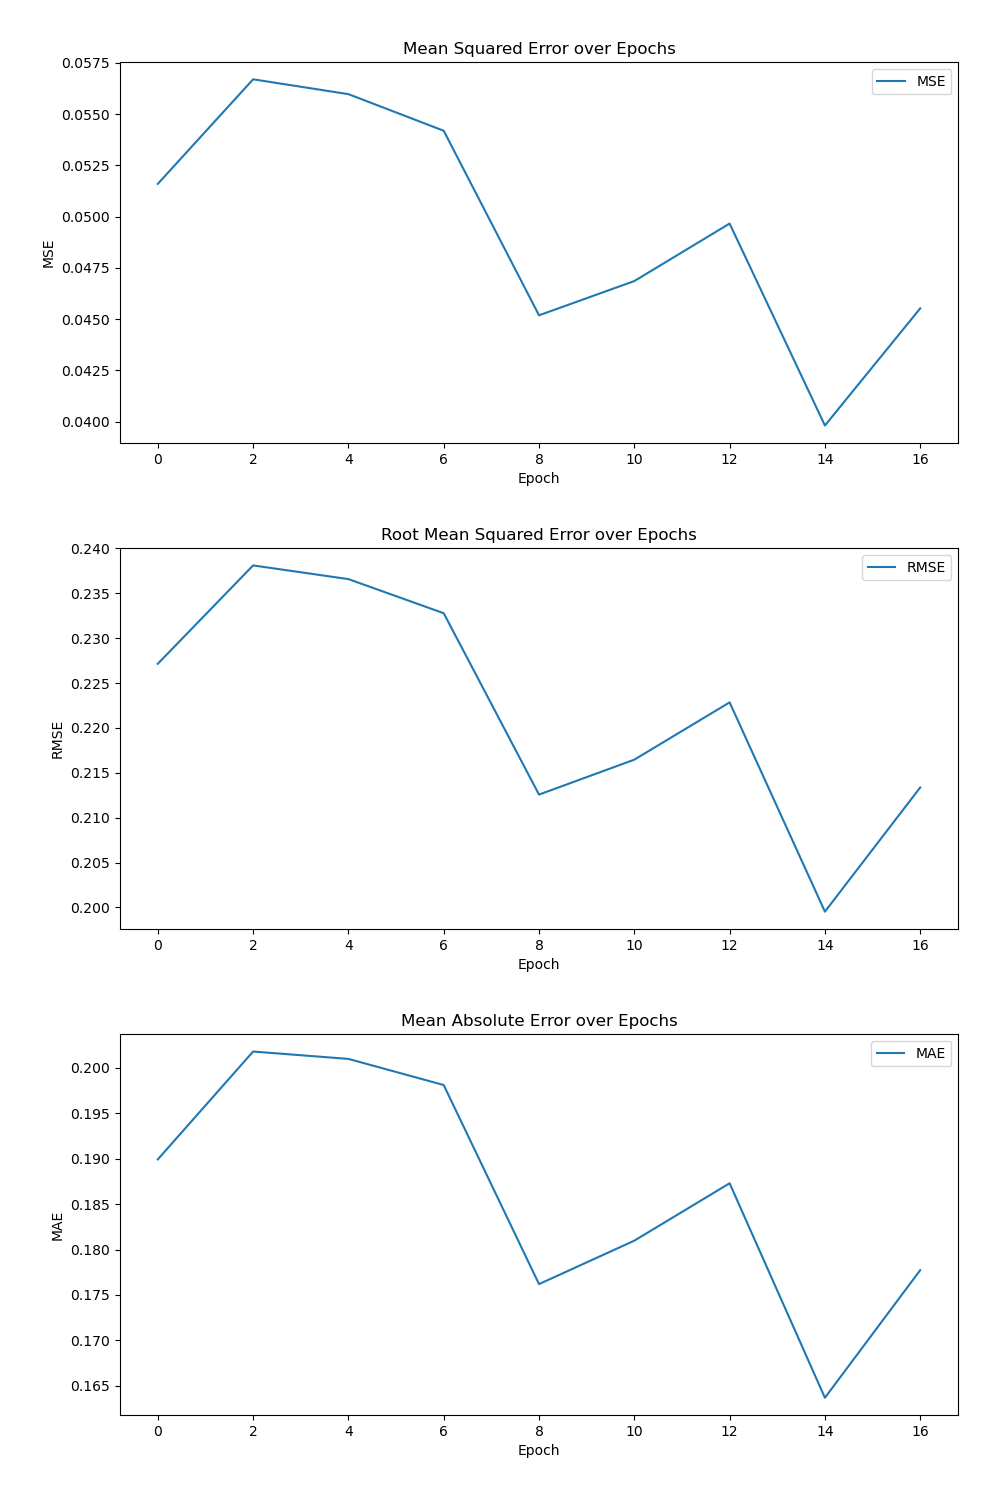 Mean Squared Error over Epochs
MSE
0.0575
0.0550
0.0525
0.0500
0.0475
0.0450
0.0425
0.0400
MSE
0 2 4 6 8 10 12 14 16
Epoch
Root Mean Squared Error over Epochs
RMSE
0.240
0.235
0.230
0.225
0.220
0.215
0.210
0.205
0.200
RMSE
0 2 4 6 8 10 12 14 16
Epoch
Mean Absolute Error over Epochs
MAE
0.200
0.195
0.190
0.185
0.180
0.175
0.170
0.165
MAE
0 2 4 6 8 10 12 14 16
Epoch